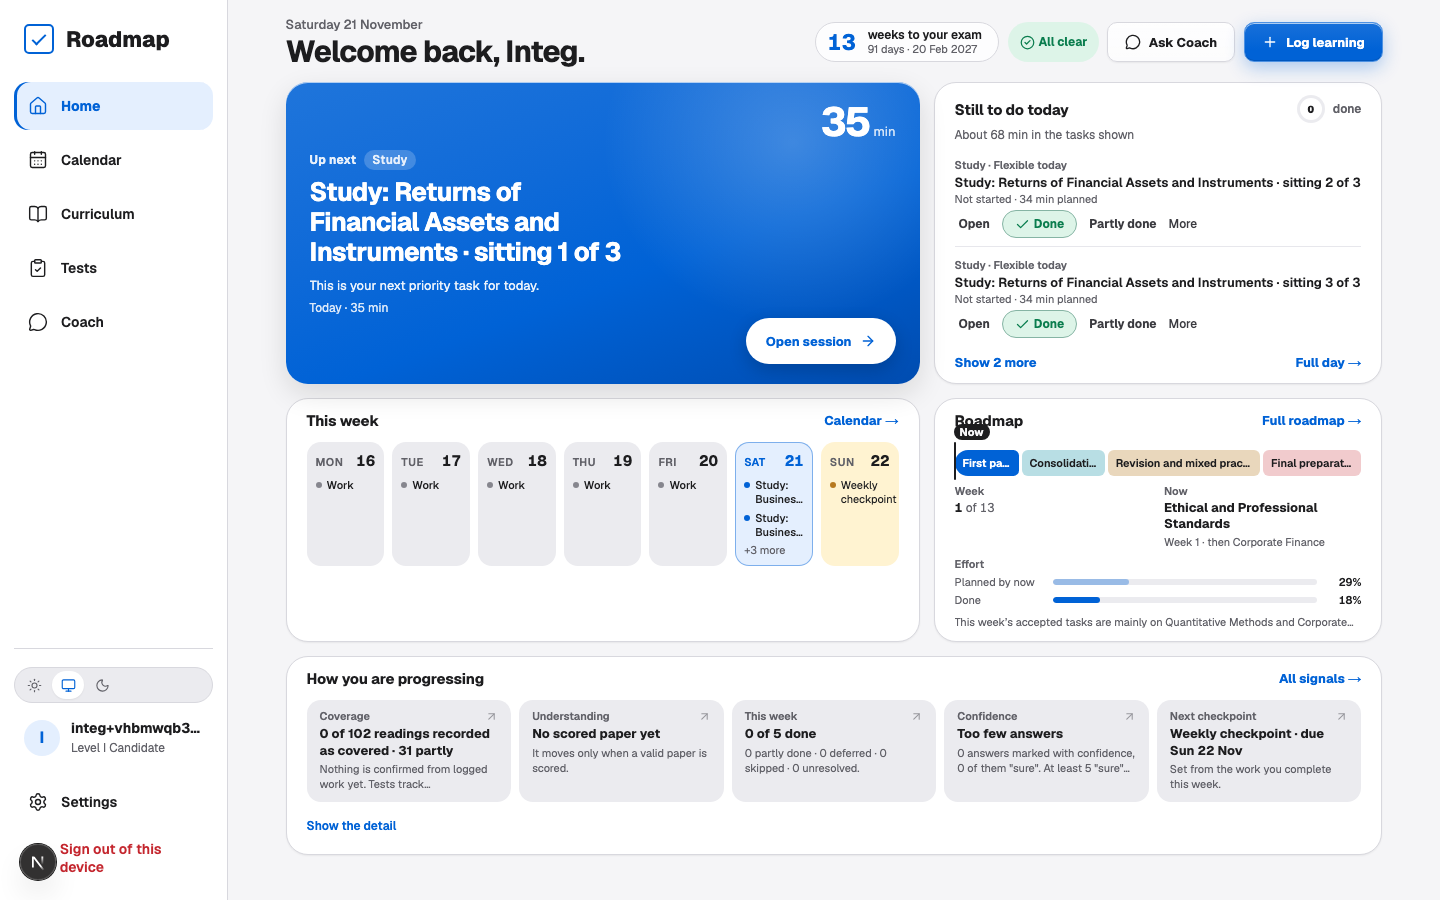 Roadmap
Home
Calendar
Curriculum
Tests
Coach
I
integ+vhbmwqb3...
Level I Candidate
Settings
N
Sign out of this
device
Saturday 21 November
Welcome back, Integ.
13
weeks to your exam
91 days · 20 Feb 2027
All clear
Ask Coach
Log learning
35 min
Up next
Study
Study: Returns of
Financial Assets and
Instruments · sitting 1 of 3
This is your next priority task for today.
Today · 35 min
Open session
Still to do today
0 done
About 68 min in the tasks shown
Study · Flexible today
Study: Returns of Financial Assets and Instruments · sitting 2 of 3
Not started · 34 min planned
Open Done Partly done More
Study · Flexible today
Study: Returns of Financial Assets and Instruments · sitting 3 of 3
Not started · 34 min planned
Open Done Partly done More
Show 2 more
Full day →
This week
Calendar →
MON 16
Work
TUE 17
Work
WED 18
Work
THU 19
Work
FRI 20
Work
SAT 21
Study:
Busines...
Study:
Busines...
+3 more
SUN 22
Weekly
checkpoint
Roadmap
Full roadmap →
Now
First pa...
Consolidati...
Revision and mixed prac...
Final preparat...
Week
1 of 13
Now
Ethical and Professional
Standards
Week 1 · then Corporate Finance
Effort
Planned by now 29%
Done 18%
This week's accepted tasks are mainly on Quantitative Methods and Corporate...
How you are progressing
All signals →
Coverage
0 of 102 readings recorded
as covered · 31 partly
Nothing is confirmed from logged
work yet. Tests track...
Understanding
No scored paper yet
It moves only when a valid paper is
scored.
This week
0 of 5 done
0 partly done · 0 deferred · 0
skipped · 0 unresolved.
Confidence
Too few answers
0 answers marked with confidence,
0 of them "sure". At least 5 "sure"...
Next checkpoint
Weekly checkpoint · due
Sun 22 Nov
Set from the work you complete
this week.
Show the detail